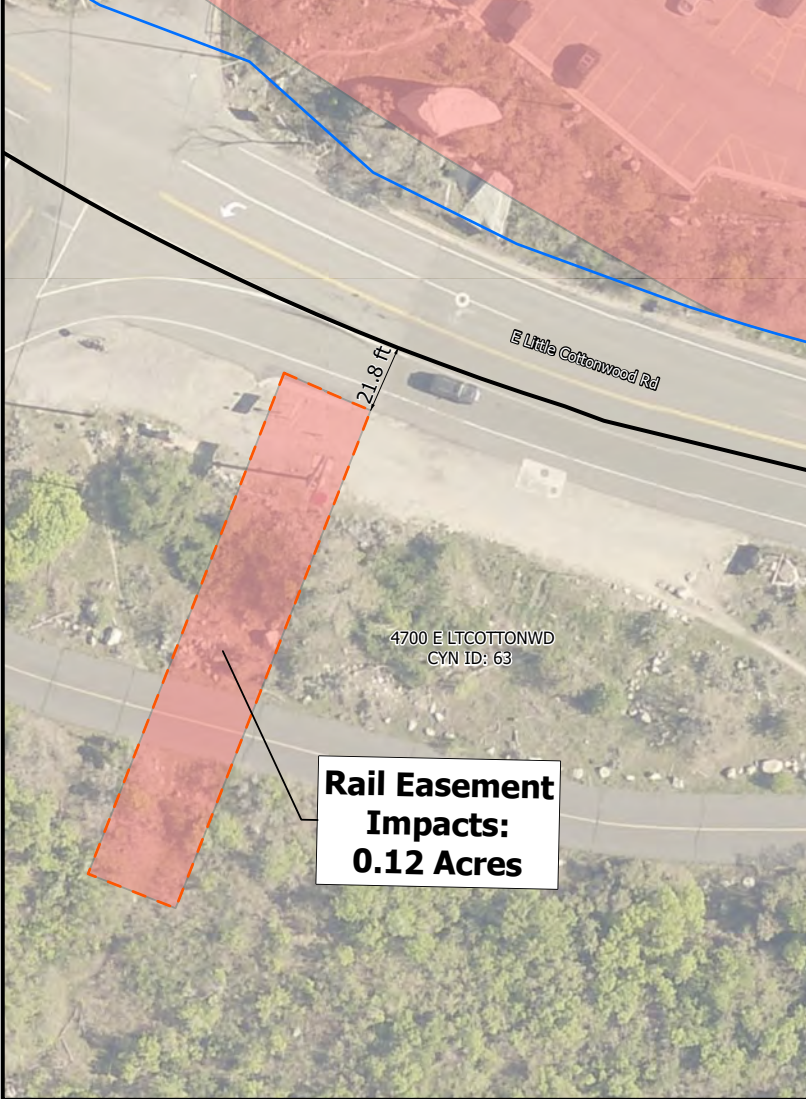 E Little Cottonwood Rd
21.8 ft
4700 E LTCOTTONWD
CYN ID: 63
Rail Easement
Impacts:
0.12 Acres